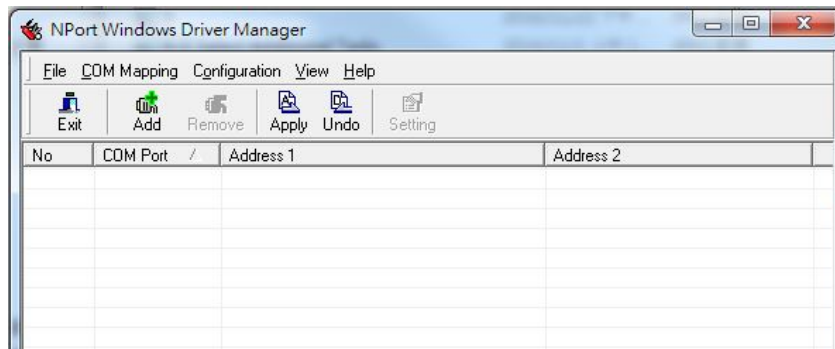 NPort Windows Driver Manager
File COM Mapping Configuration View Help
Exit Add Remove Apply Undo Setting
No COM Port Address 1 Address 2